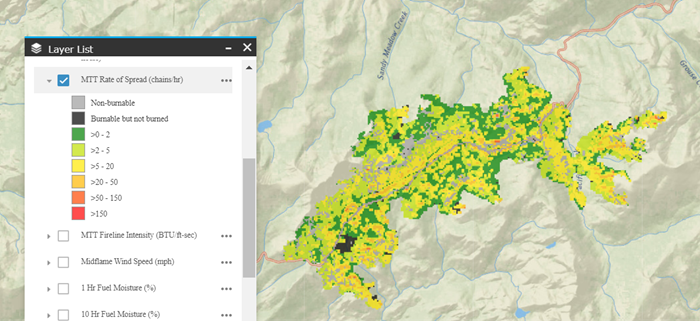 Layer List
MTT Rate of Spread (chains/hr)
Non-burnable
Burnable but not burned
>0 - 2
>2 - 5
>5 - 20
>20 - 50
>50 - 150
>150
MTT Fireline Intensity (BTU/ft-sec)
Midflame Wind Speed (mph)
1 Hr Fuel Moisture (%)
10 Hr Fuel Moisture (%)
Sandy Meadow Creek
Grouse Cr